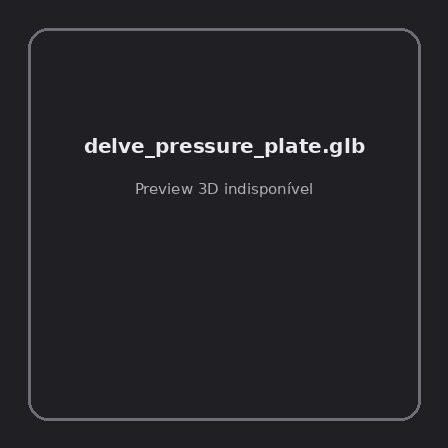 delve_pressure_plate.glb
Preview 3D indisponível